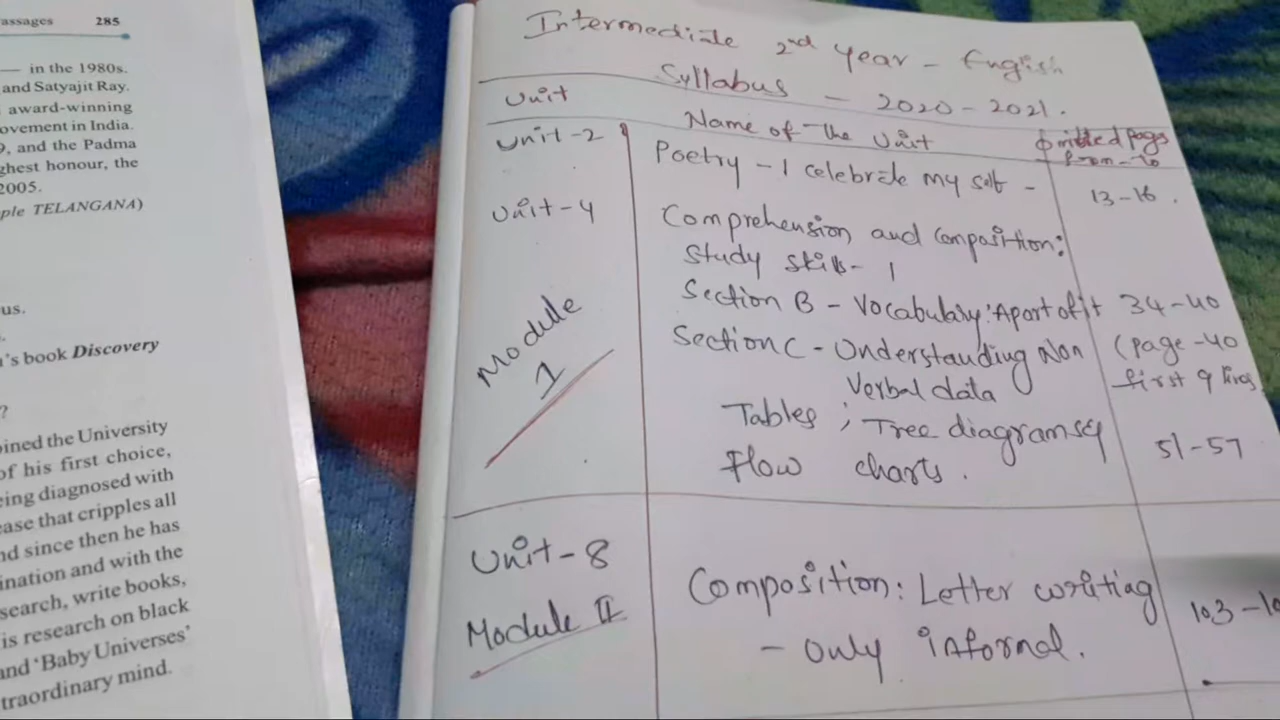 assages 285
in the 1980s.
and Satyajit Ray.
award-winning
ovement in India.
9, and the Padma
ghest honour, the
2005.
ple TELANGANA)
us.
's book Discovery
?
ined the University
of his first choice,
eing diagnosed with
ease that cripples all
nd since then he has
ination and with the
search, write books,
is research on black
and 'Baby Universes'
traordinary mind.
Intermediate 2nd Year - English
Syllabus - 2020-2021.
Unit
Name of the Unit
Omitted pages
from-to
Unit-2
Poetry - I celebrate my self -
13-16.
Unit-4
Comprehension and Composition:
Study skills - 1
Section B - Vocabulary: Apart of it 34-40
Section C - Understanding Non (page-40
Verbal data first 9 lines
Module
1
Tables ; Tree diagrams &
Flow charts.
51-57
Unit-8
Module II
Composition: Letter writing
- only informal.
103-10